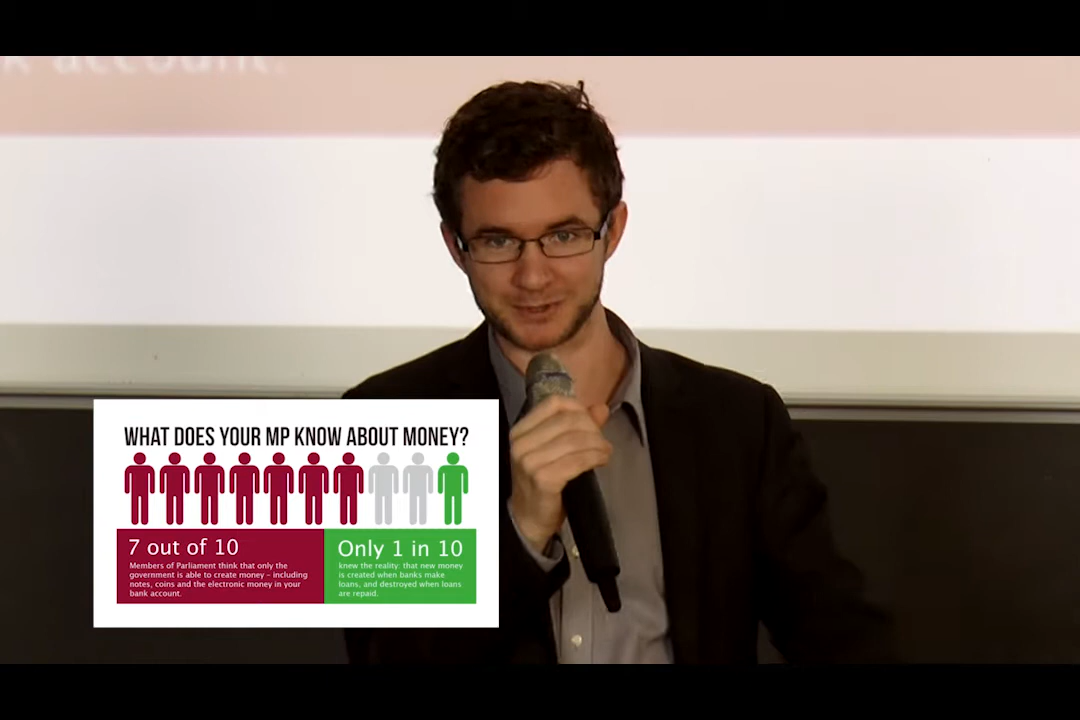 account.
WHAT DOES YOUR MP KNOW ABOUT MONEY?
7 out of 10
Members of Parliament think that only the
government is able to create money - including
notes, coins and the electronic money in your
bank account.
Only 1 in 10
knew the reality: that new money
is created when banks make
loans, and destroyed when loans
are repaid.